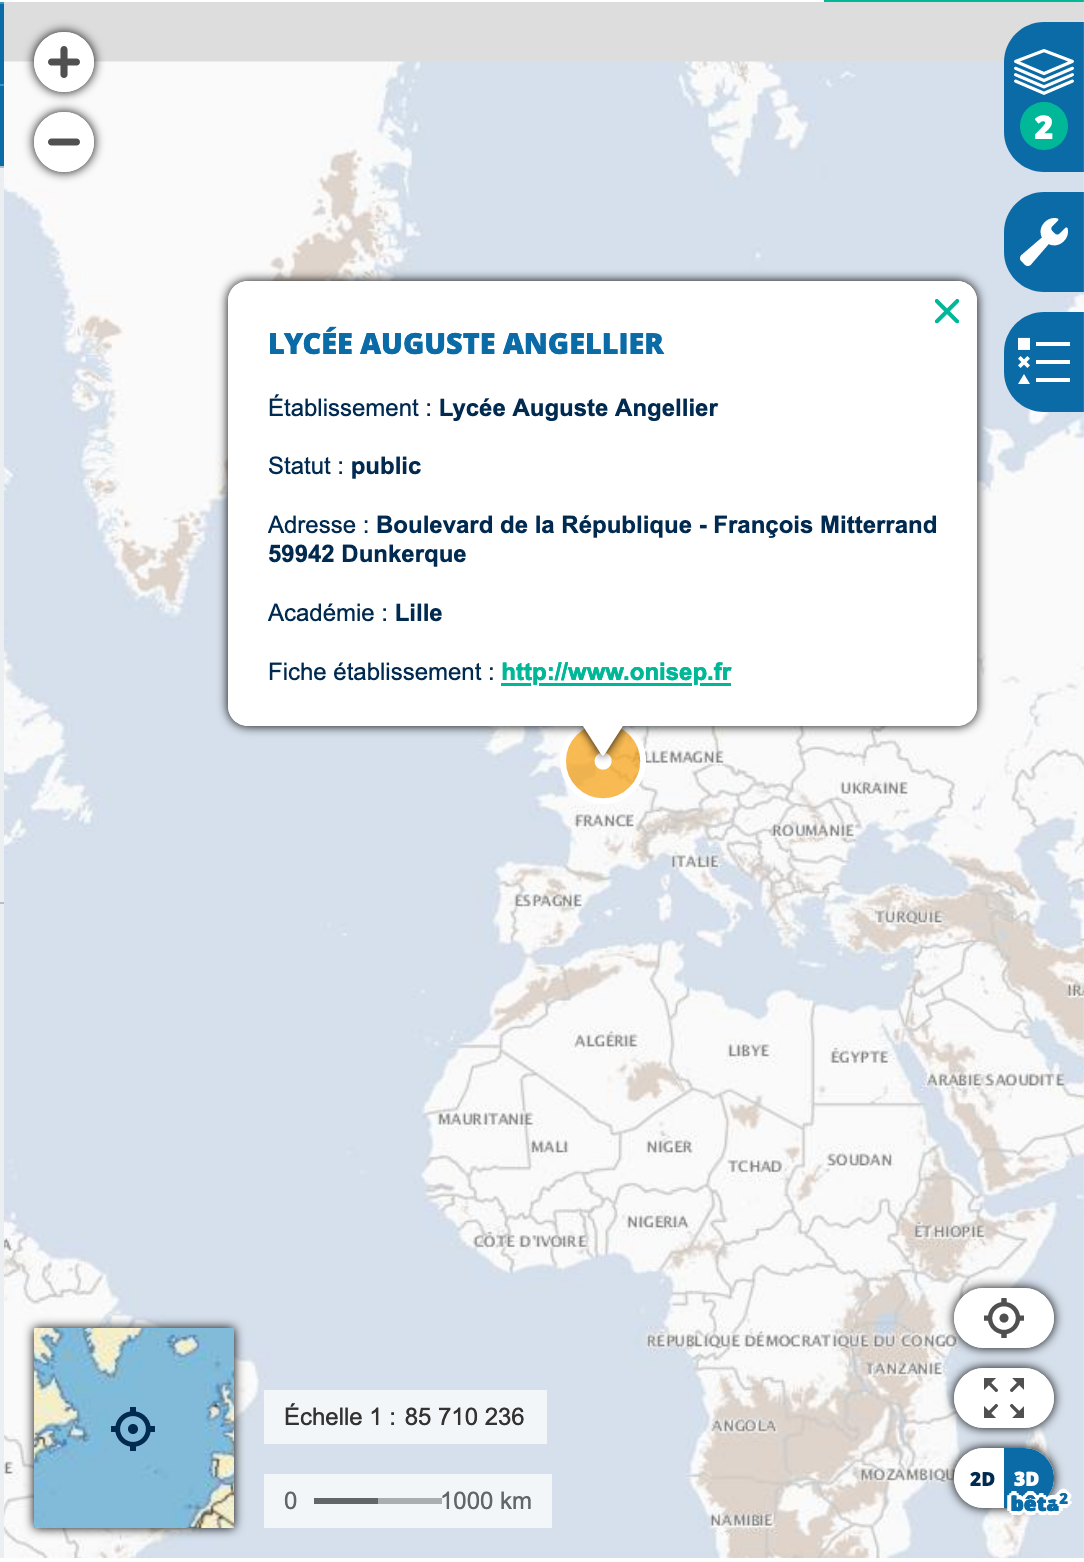 2
LYCÉE AUGUSTE ANGELLIER
Établissement : Lycée Auguste Angellier
Statut : public
Adresse : Boulevard de la République - François Mitterrand
59942 Dunkerque
Académie : Lille
Fiche établissement : http://www.onisep.fr
LLEMAGNE
UKRAINE
FRANCE
ROUMANIE
ITALIE
ESPAGNE
TURQUIE
IR
ALGÉRIE
LIBYE
ÉGYPTE
ARABIE SAOUDITE
MAURITANIE
MALI
NIGER
TCHAD
SOUDAN
NIGERIA
ÉTHIOPIE
CÔTE D'IVOIRE
A
RÉPUBLIQUE DÉMOCRATIQUE DU CONGO
TANZANIE
Échelle 1 : 85 710 236
ANGOLA
E
MOZAMBIQU
2D 3D
bêta²
0 1000 km
NAMIBIE